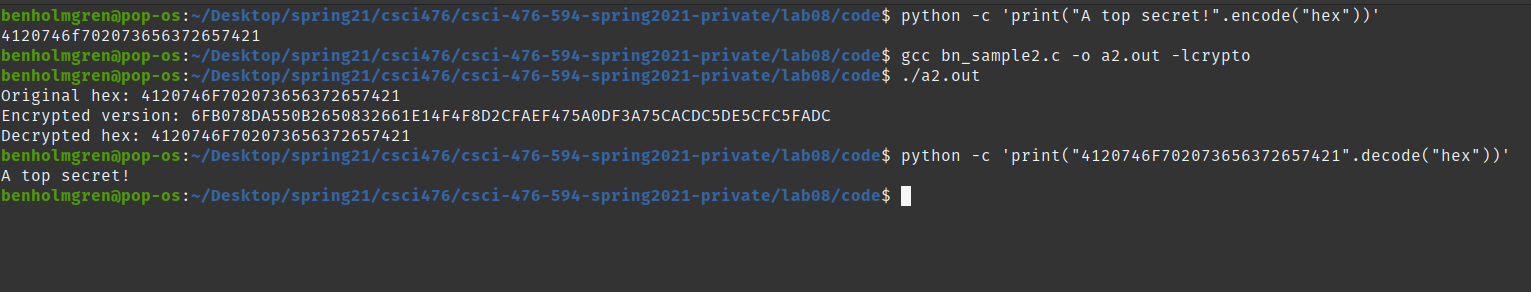 benholmgren@pop-os:~/Desktop/spring21/csci476/csci-476-594-spring2021-private/lab08/code$ python -c 'print("A top secret!".encode("hex"))'
4120746f702073656372657421
benholmgren@pop-os:~/Desktop/spring21/csci476/csci-476-594-spring2021-private/lab08/code$ gcc bn_sample2.c -o a2.out -lcrypto
benholmgren@pop-os:~/Desktop/spring21/csci476/csci-476-594-spring2021-private/lab08/code$ ./a2.out
Original hex: 4120746F702073656372657421
Encrypted version: 6FB078DA550B2650832661E14F4F8D2CFAEF475A0DF3A75CACDC5DE5CFC5FADC
Decrypted hex: 4120746F702073656372657421
benholmgren@pop-os:~/Desktop/spring21/csci476/csci-476-594-spring2021-private/lab08/code$ python -c 'print("4120746F702073656372657421".decode("hex"))'
A top secret!
benholmgren@pop-os:~/Desktop/spring21/csci476/csci-476-594-spring2021-private/lab08/code$